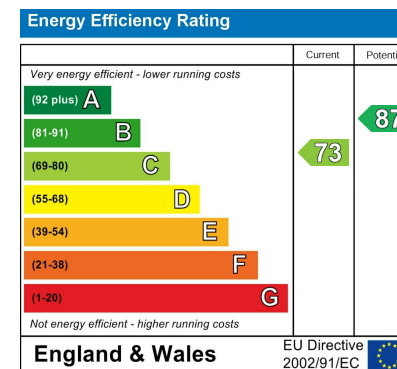 Energy Efficiency Rating
Current Potenti
Very energy efficient - lower running costs
(92 plus) A
87
(81-91) B
73
(69-80) C
(55-68) D
(39-54) E
(21-38) F
(1-20) G
Not energy efficient - higher running costs
England & Wales
EU Directive
2002/91/EC